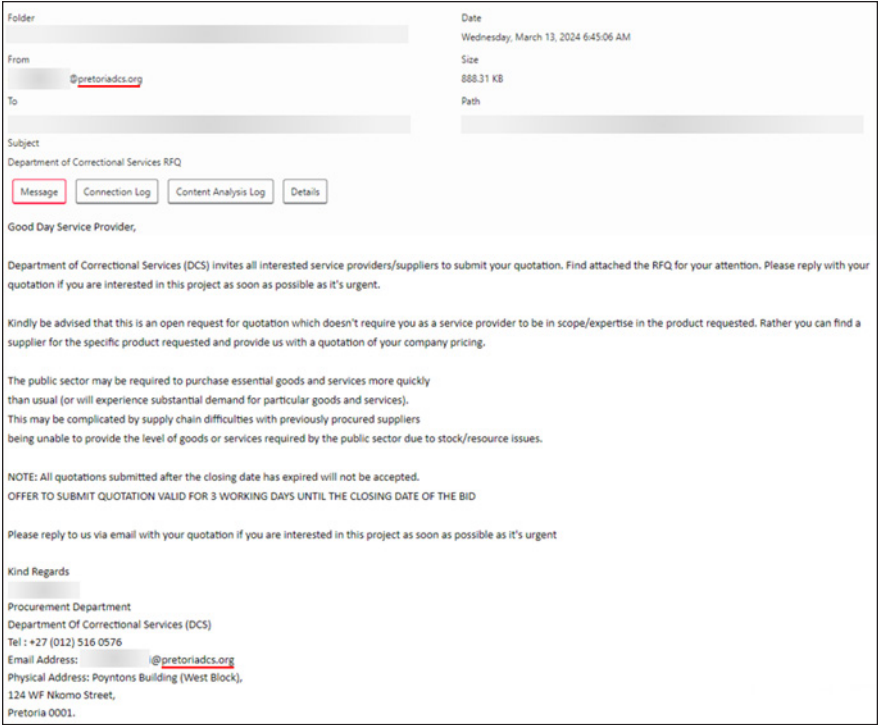 Folder
Date
Wednesday, March 13, 2024 6:45:06 AM
From
@pretoriadcs.org
Size
888.31 KB
To
Path
Subject
Department of Correctional Services RFQ
Message
Connection Log
Content Analysis Log
Details
Good Day Service Provider,
Department of Correctional Services (DCS) invites all interested service providers/suppliers to submit your quotation. Find attached the RFQ for your attention. Please reply with your
quotation if you are interested in this project as soon as possible as it's urgent.
Kindly be advised that this is an open request for quotation which doesn't require you as a service provider to be in scope/expertise in the product requested. Rather you can find a
supplier for the specific product requested and provide us with a quotation of your company pricing.
The public sector may be required to purchase essential goods and services more quickly
than usual (or will experience substantial demand for particular goods and services).
This may be complicated by supply chain difficulties with previously procured suppliers
being unable to provide the level of goods or services required by the public sector due to stock/resource issues.
NOTE: All quotations submitted after the closing date has expired will not be accepted.
OFFER TO SUBMIT QUOTATION VALID FOR 3 WORKING DAYS UNTIL THE CLOSING DATE OF THE BID
Please reply to us via email with your quotation if you are interested in this project as soon as possible as it's urgent
Kind Regards
Procurement Department
Department Of Correctional Services (DCS)
Tel : +27 (012) 516 0576
Email Address: i@pretoriadcs.org
Physical Address: Poyntons Building (West Block),
124 WF Nkomo Street,
Pretoria 0001.